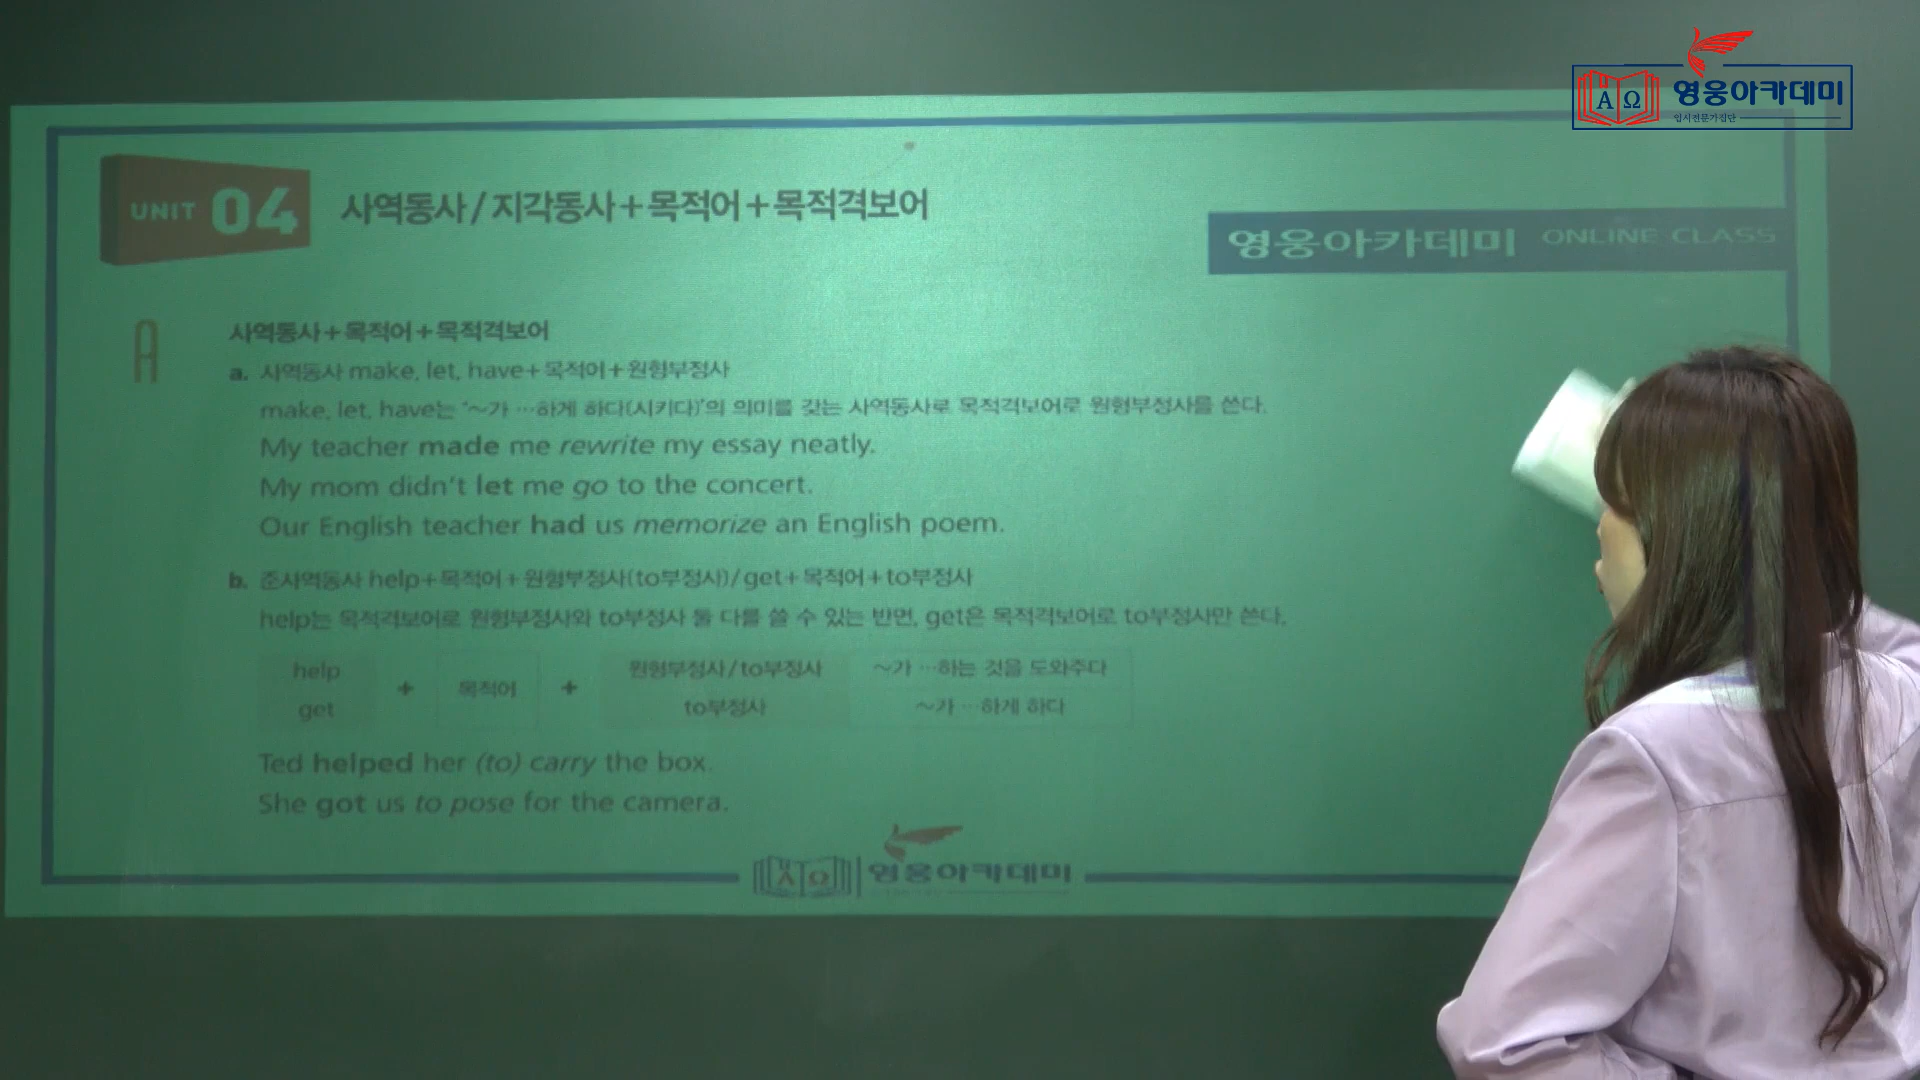 영웅아카데미
입시전문가집단
UNIT 04 사역동사/지각동사+목적어+목적격보어
영웅아카데미 ONLINE CLASS
A 사역동사+목적어+목적격보어
a. 사역동사 make, let, have+목적어+원형부정사
make, let, have는 '~가 …하게 하다(시키다)'의 의미를 갖는 사역동사로 목적격보어로 원형부정사를 쓴다.
My teacher made me rewrite my essay neatly.
My mom didn't let me go to the concert.
Our English teacher had us memorize an English poem.
b. 준사역동사 help+목적어+원형부정사(to부정사)/get+목적어+to부정사
help는 목적격보어로 원형부정사와 to부정사 둘 다를 쓸 수 있는 반면, get은 목적격보어로 to부정사만 쓴다.
help 원형부정사/to부정사 ~가 …하는 것을 도와주다
+ 목적어 +
get to부정사 ~가 …하게 하다
Ted helped her (to) carry the box.
She got us to pose for the camera.
AΩ 영웅아카데미